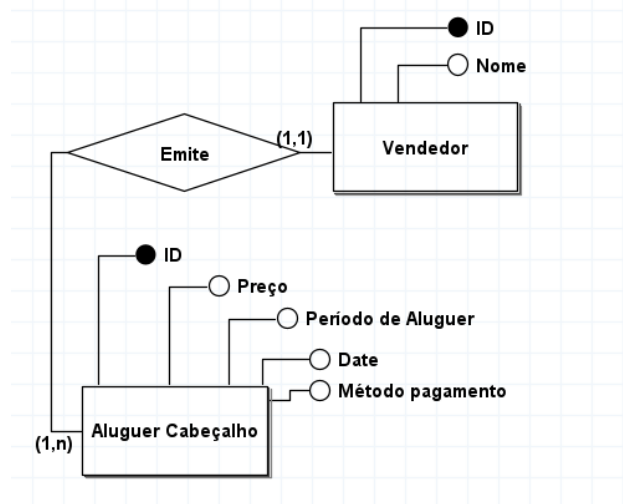 ID
Nome
(1,1)
Emite
Vendedor
ID
Preço
Período de Aluguer
Date
Método pagamento
Aluguer Cabeçalho
(1,n)